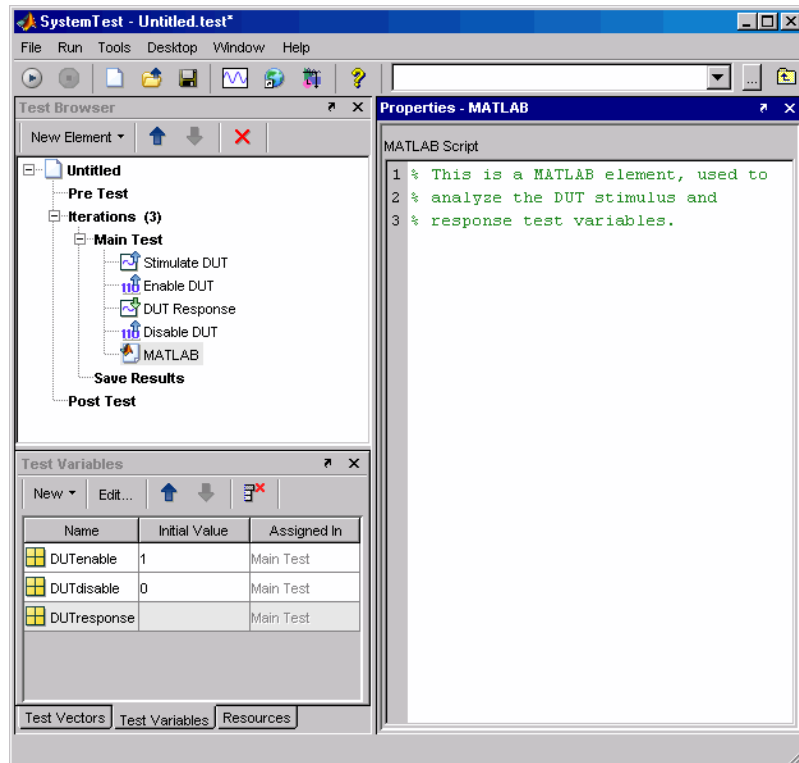 SystemTest - Untitled.test*
File Run Tools Desktop Window Help
Test Browser
New Element
Untitled
Pre Test
Iterations (3)
Main Test
Stimulate DUT
Enable DUT
DUT Response
Disable DUT
MATLAB
Save Results
Post Test
Test Variables
New Edit...
Name Initial Value Assigned In
DUTenable 1 Main Test
DUTdisable 0 Main Test
DUTresponse Main Test
Test Vectors Test Variables Resources
Properties - MATLAB
MATLAB Script
1 % This is a MATLAB element, used to
2 % analyze the DUT stimulus and
3 % response test variables.